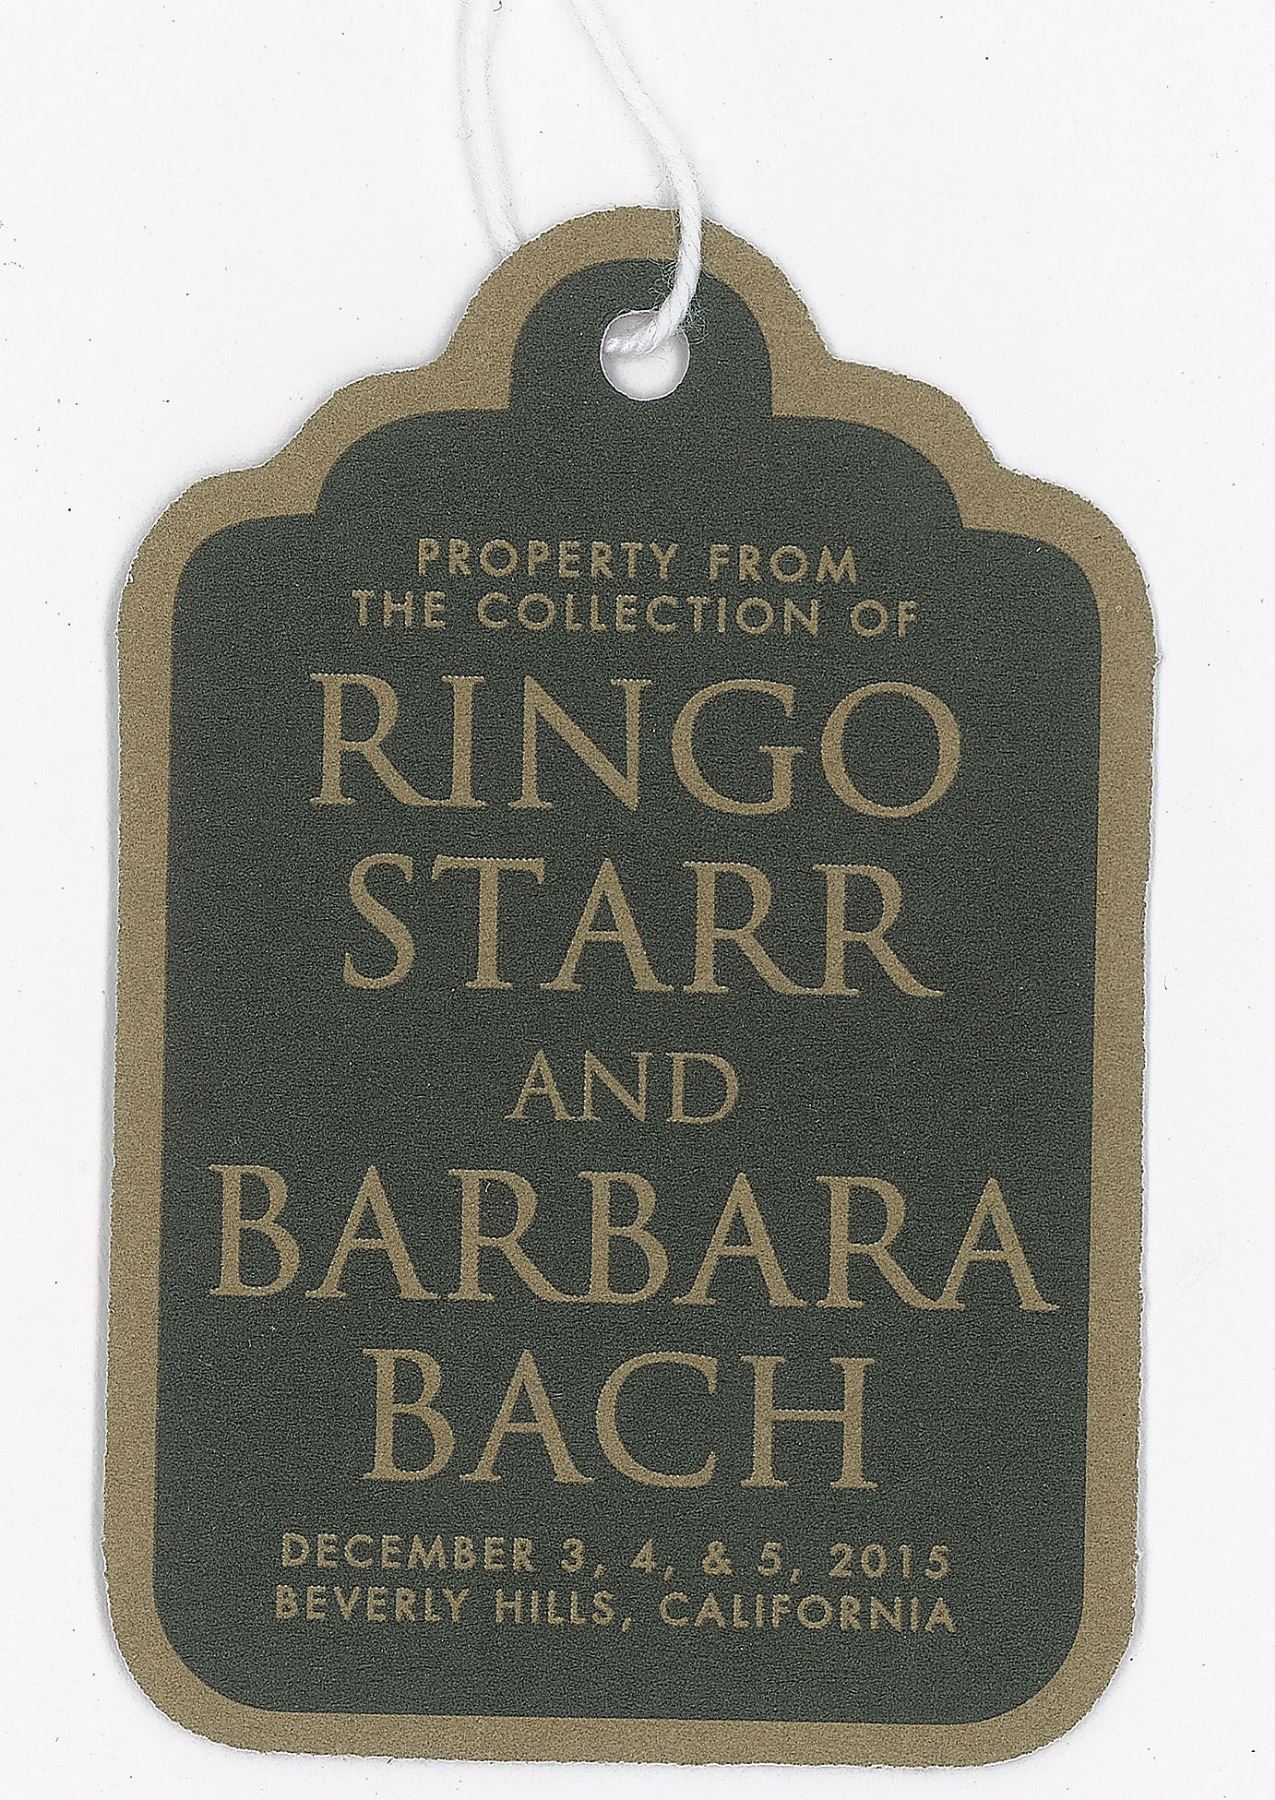 PROPERTY FROM
THE COLLECTION OF
RINGO
STARR
AND
BARBARA
BACH
DECEMBER 3, 4, & 5, 2015
BEVERLY HILLS, CALIFORNIA